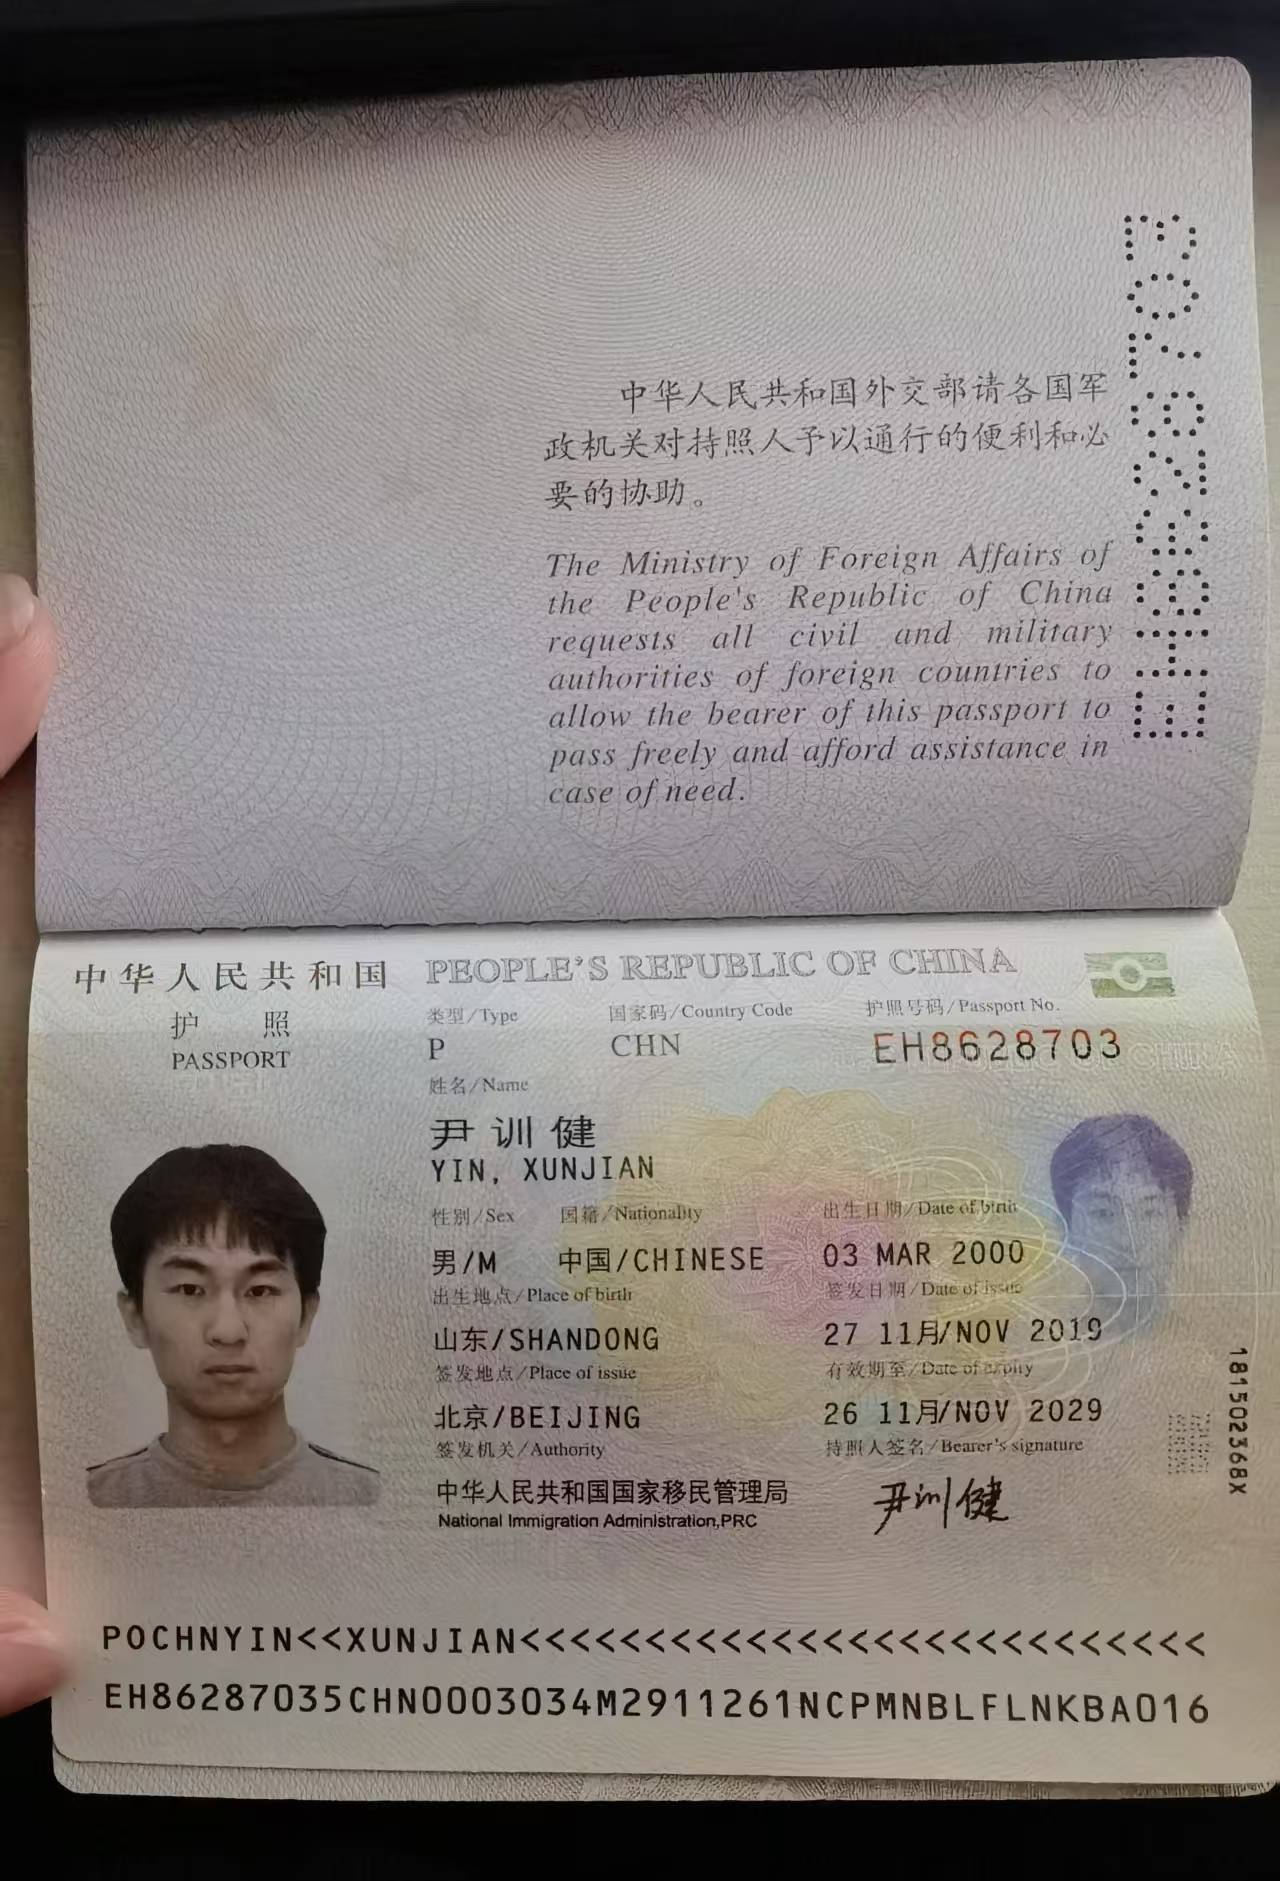 EH8628703
中华人民共和国外交部请各国军
政机关对持照人予以通行的便利和必
要的协助。
The Ministry of Foreign Affairs of
the People's Republic of China
requests all civil and military
authorities of foreign countries to
allow the bearer of this passport to
pass freely and afford assistance in
case of need.
中华人民共和国 PEOPLE'S REPUBLIC OF CHINA
护 照
PASSPORT
类型/Type 国家码/Country Code 护照号码/Passport No.
P CHN EH8628703
姓名/Name
尹训健
YIN, XUNJIAN
性别/Sex 国籍/Nationality 出生日期/Date of birth
男/M 中国/CHINESE 03 MAR 2000
出生地点/Place of birth 签发日期/Date of issue
山东/SHANDONG 27 11月/NOV 2019
签发地点/Place of issue 有效期至/Date of expiry
北京/BEIJING 26 11月/NOV 2029
签发机关/Authority 持照人签名/Bearer's signature
中华人民共和国国家移民管理局 尹训健
National Immigration Administration,PRC
181502368X
POCHNYIN<<XUNJIAN<<<<<<<<<<<<<<<<<<<<<<<<<<<
EH86287035CHN0003034M2911261NCPMNBLFLNKBA016